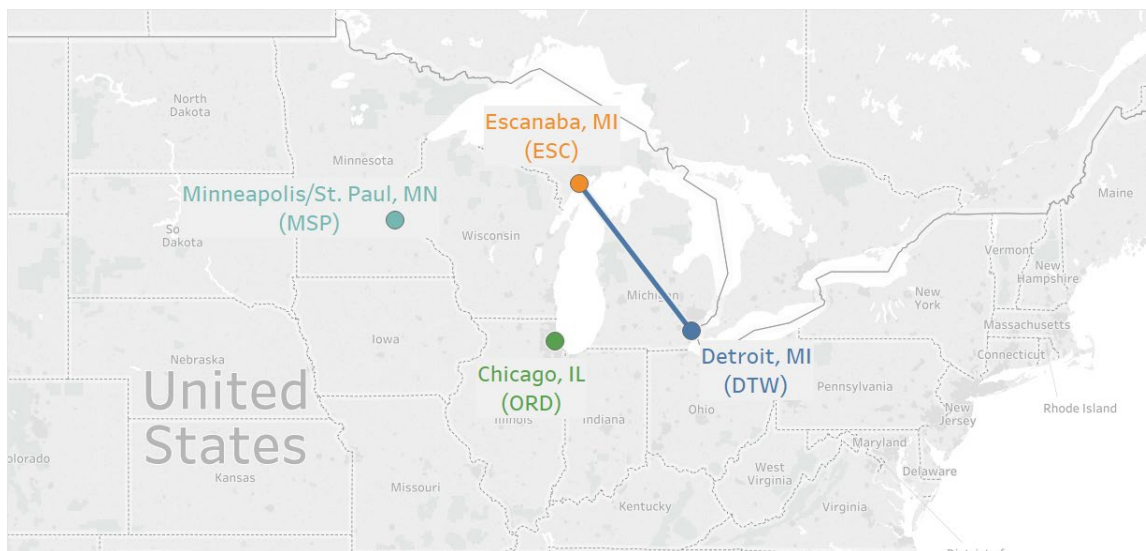 North
Dakota
Minnesota
Escanaba, MI
(ESC)
Minneapolis/St. Paul, MN
(MSP)
So
Dakota
Wisconsin
Maine
Vermont
New
Hampshire
Michigan
New
York
Massachusetts
Connecticut
Rhode Island
Iowa
Nebraska
United
States
Chicago, IL
(ORD)
Illinois
Indiana
Detroit, MI
(DTW)
Ohio
Pennsylvania
New
Jersey
Maryland
Delaware
West
Virginia
Virginia
olorado
Kansas
Missouri
Kentucky